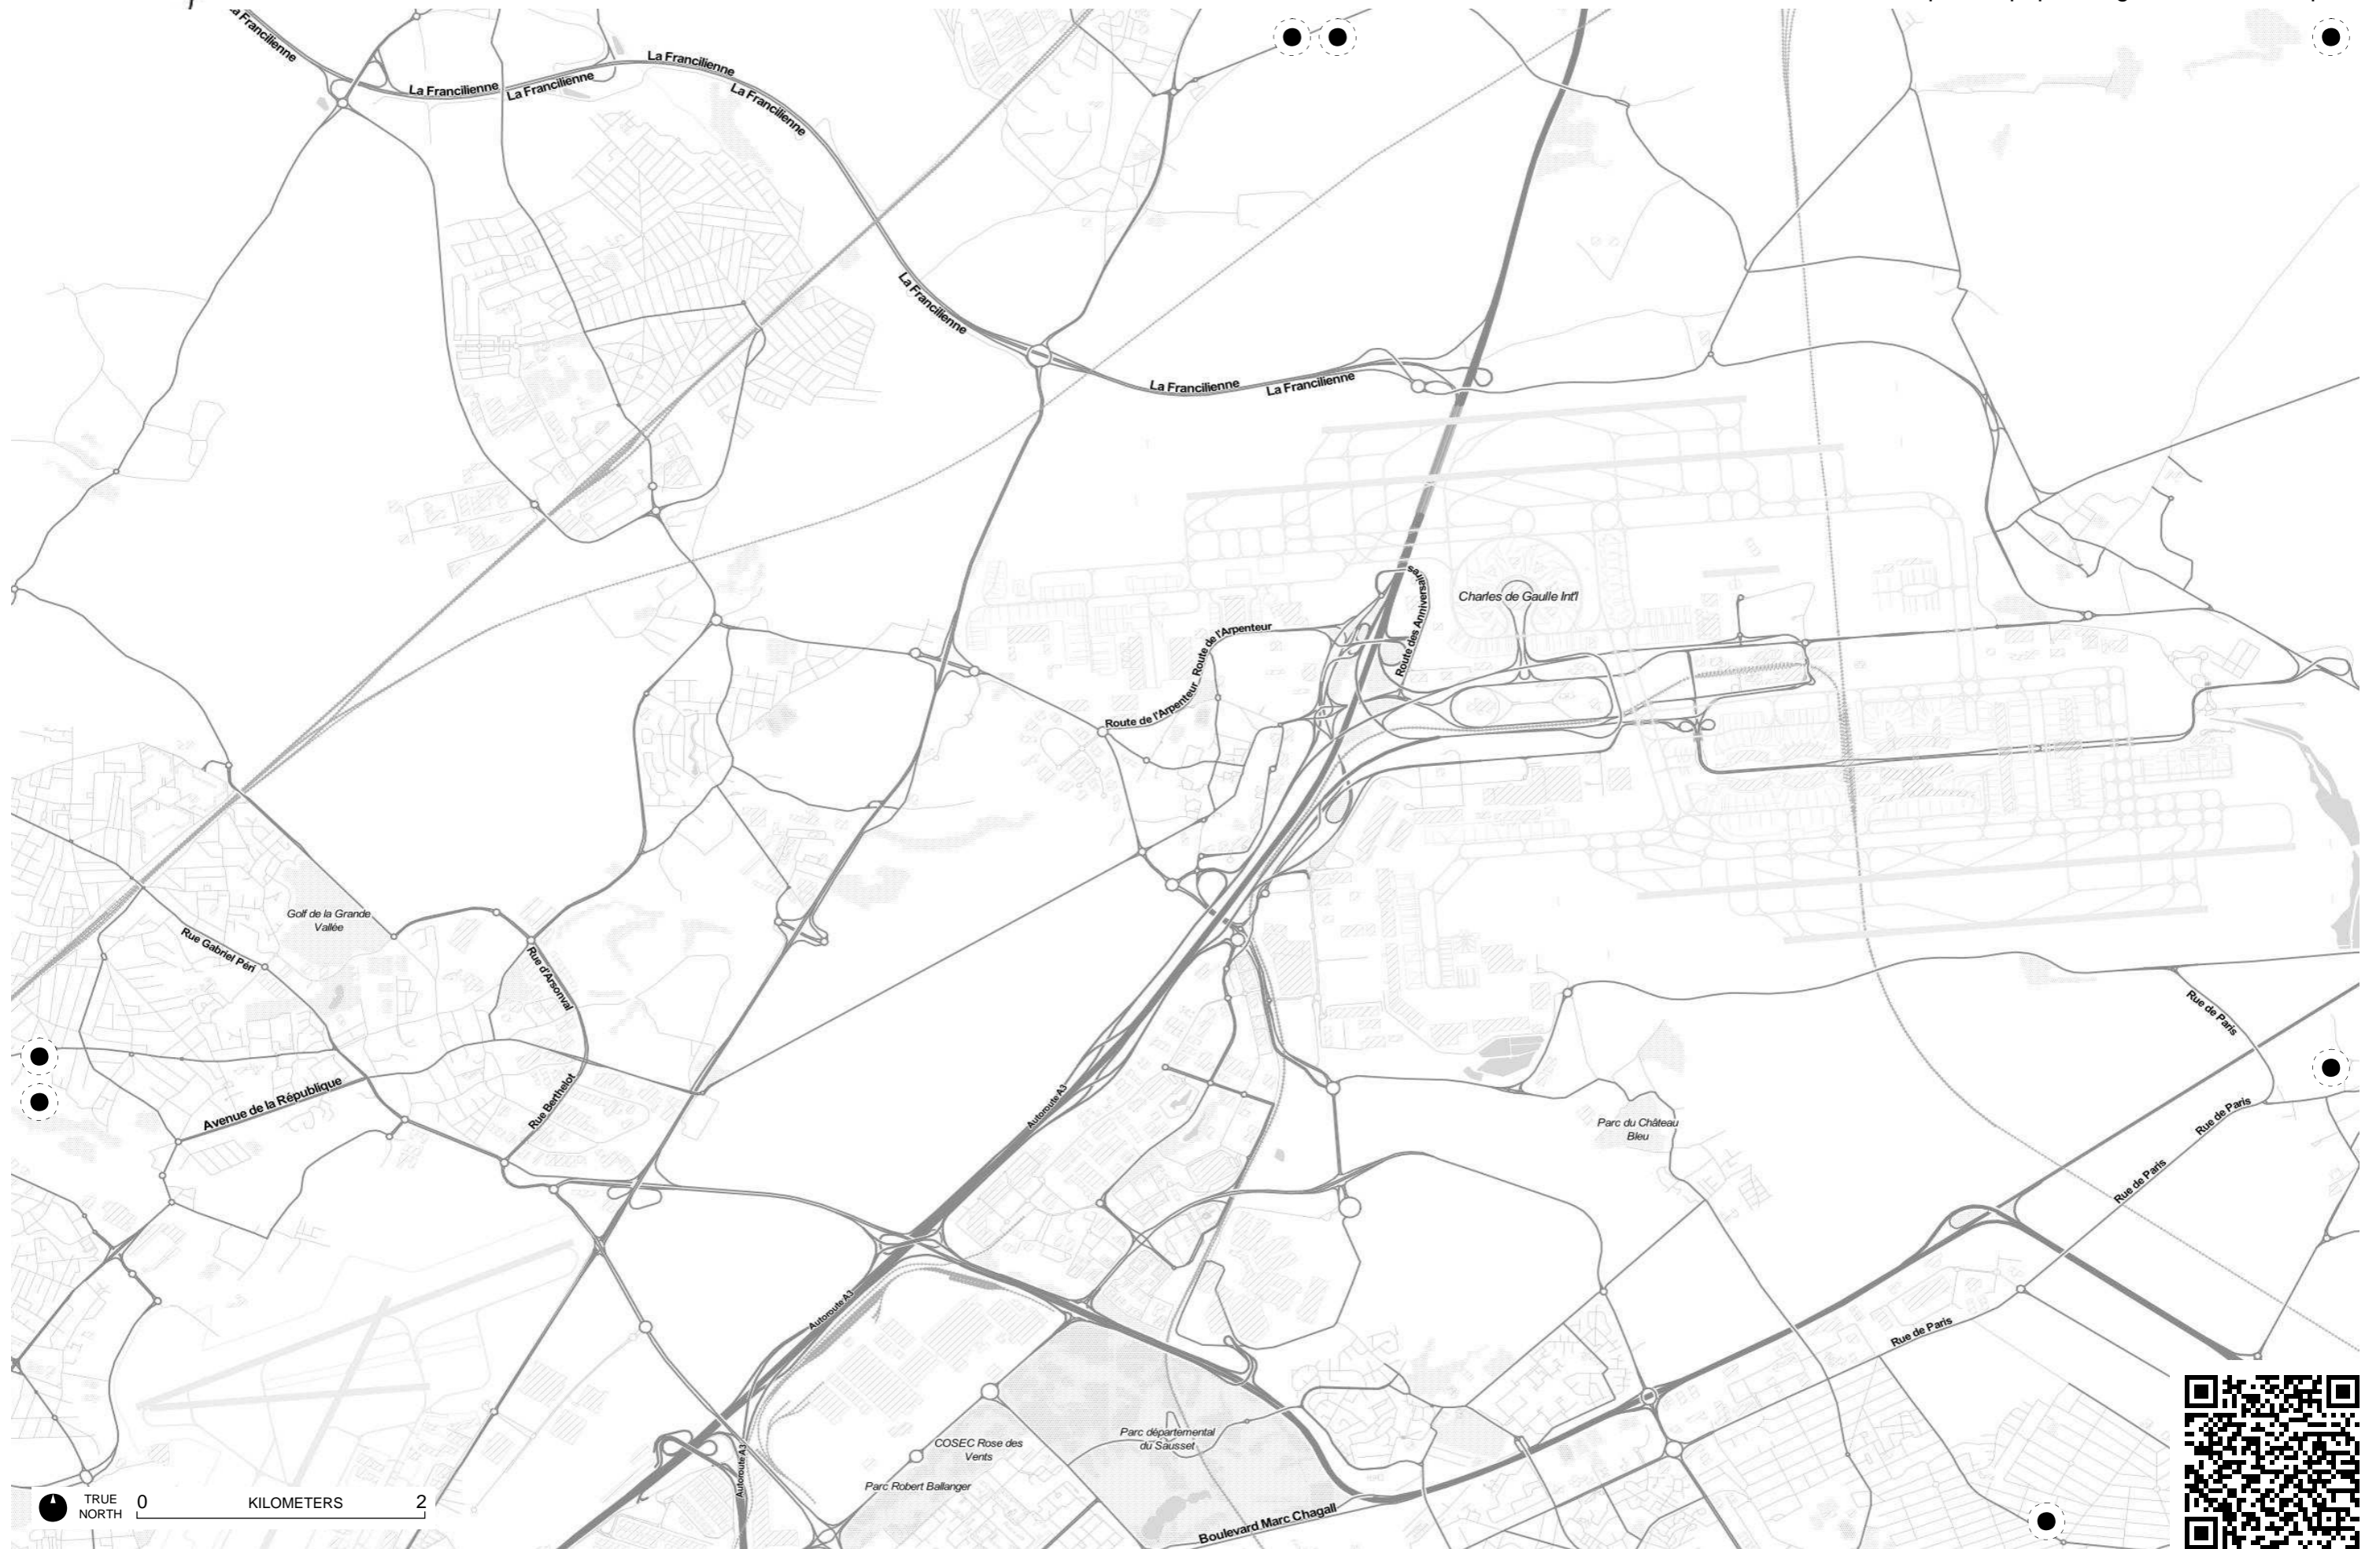 La Francilienne
La Francilienne
La Francilienne
La Francilienne
La Francilienne
La Francilienne
La Francilienne
La Francilienne
Charles de Gaulle Int'l
Route des Anniversaires
Route de l'Arpenteur
Route de l'Arpenteur
Route de l'Arpenteur
Golf de la Grande
Vallée
Rue Gabriel Péri
Rue d'Arsonval
Rue de Paris
Avenue de la République
Rue Berthelot
Autoroute A3
Parc du Château
Bleu
Rue de Paris
Rue de Paris
Autoroute A3
Rue de Paris
Parc départemental
du Sausset
COSEC Rose des
Vents
Autoroute A3
Parc Robert Ballanger
Boulevard Marc Chagall
TRUE
NORTH
0 KILOMETERS 2